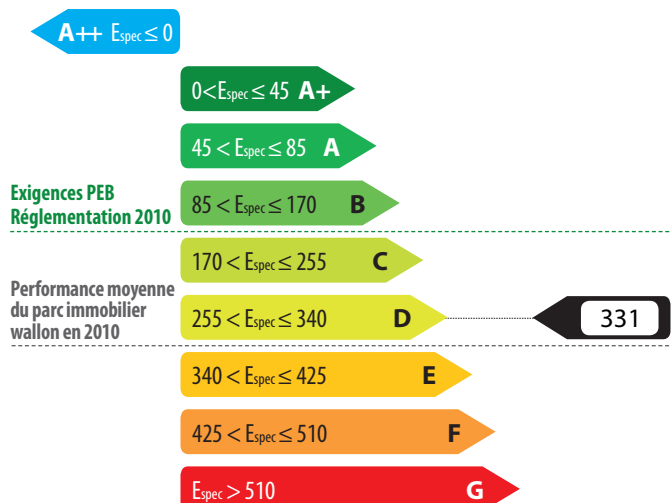 A++ Espec ≤ 0
0<Espec ≤ 45 A+
45 < Espec ≤ 85 A
Exigences PEB
Réglementation 2010
85 < Espec ≤ 170 B
170 < Espec ≤ 255 C
Performance moyenne
du parc immobilier
wallon en 2010
255 < Espec ≤ 340 D
331
340 < Espec ≤ 425 E
425 < Espec ≤ 510 F
Espec > 510 G